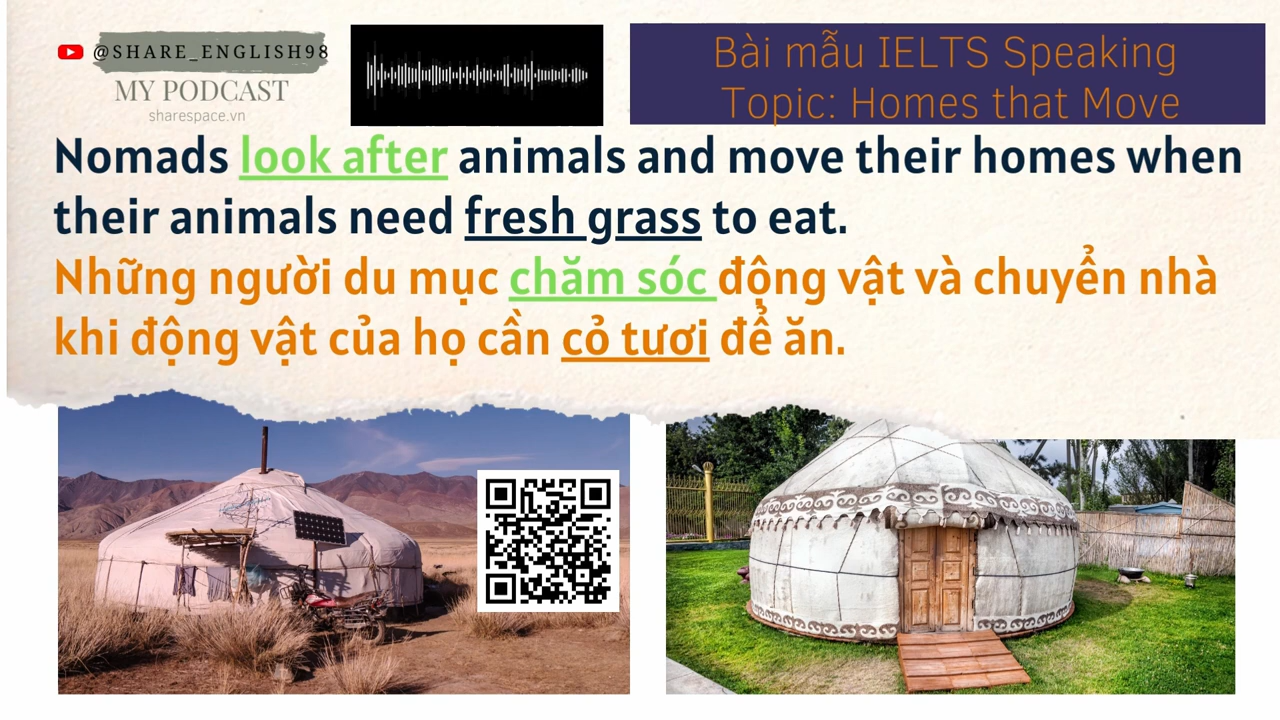 @SHARE_ENGLISH98
MY PODCAST
sharespace.vn
Bài mẫu IELTS Speaking
Topic: Homes that Move
Nomads look after animals and move their homes when
their animals need fresh grass to eat.
Những người du mục chăm sóc động vật và chuyển nhà
khi động vật của họ cần cỏ tươi để ăn.